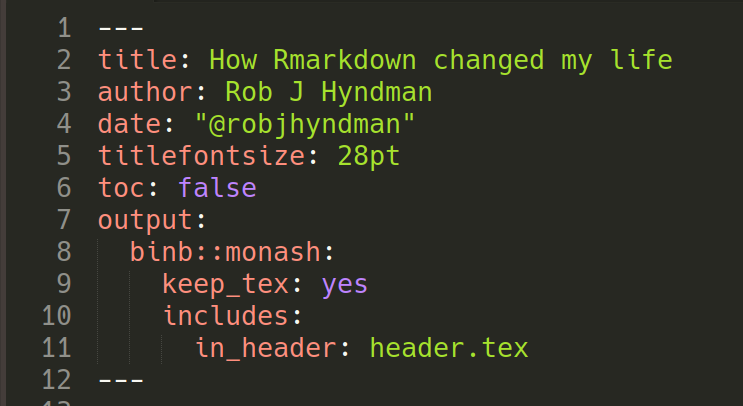 1 ---
2 title: How Rmarkdown changed my life
3 author: Rob J Hyndman
4 date: "@robjhyndman"
5 titlefontsize: 28pt
6 toc: false
7 output:
8   binb::monash:
9     keep_tex: yes
10     includes:
11       in_header: header.tex
12 ---